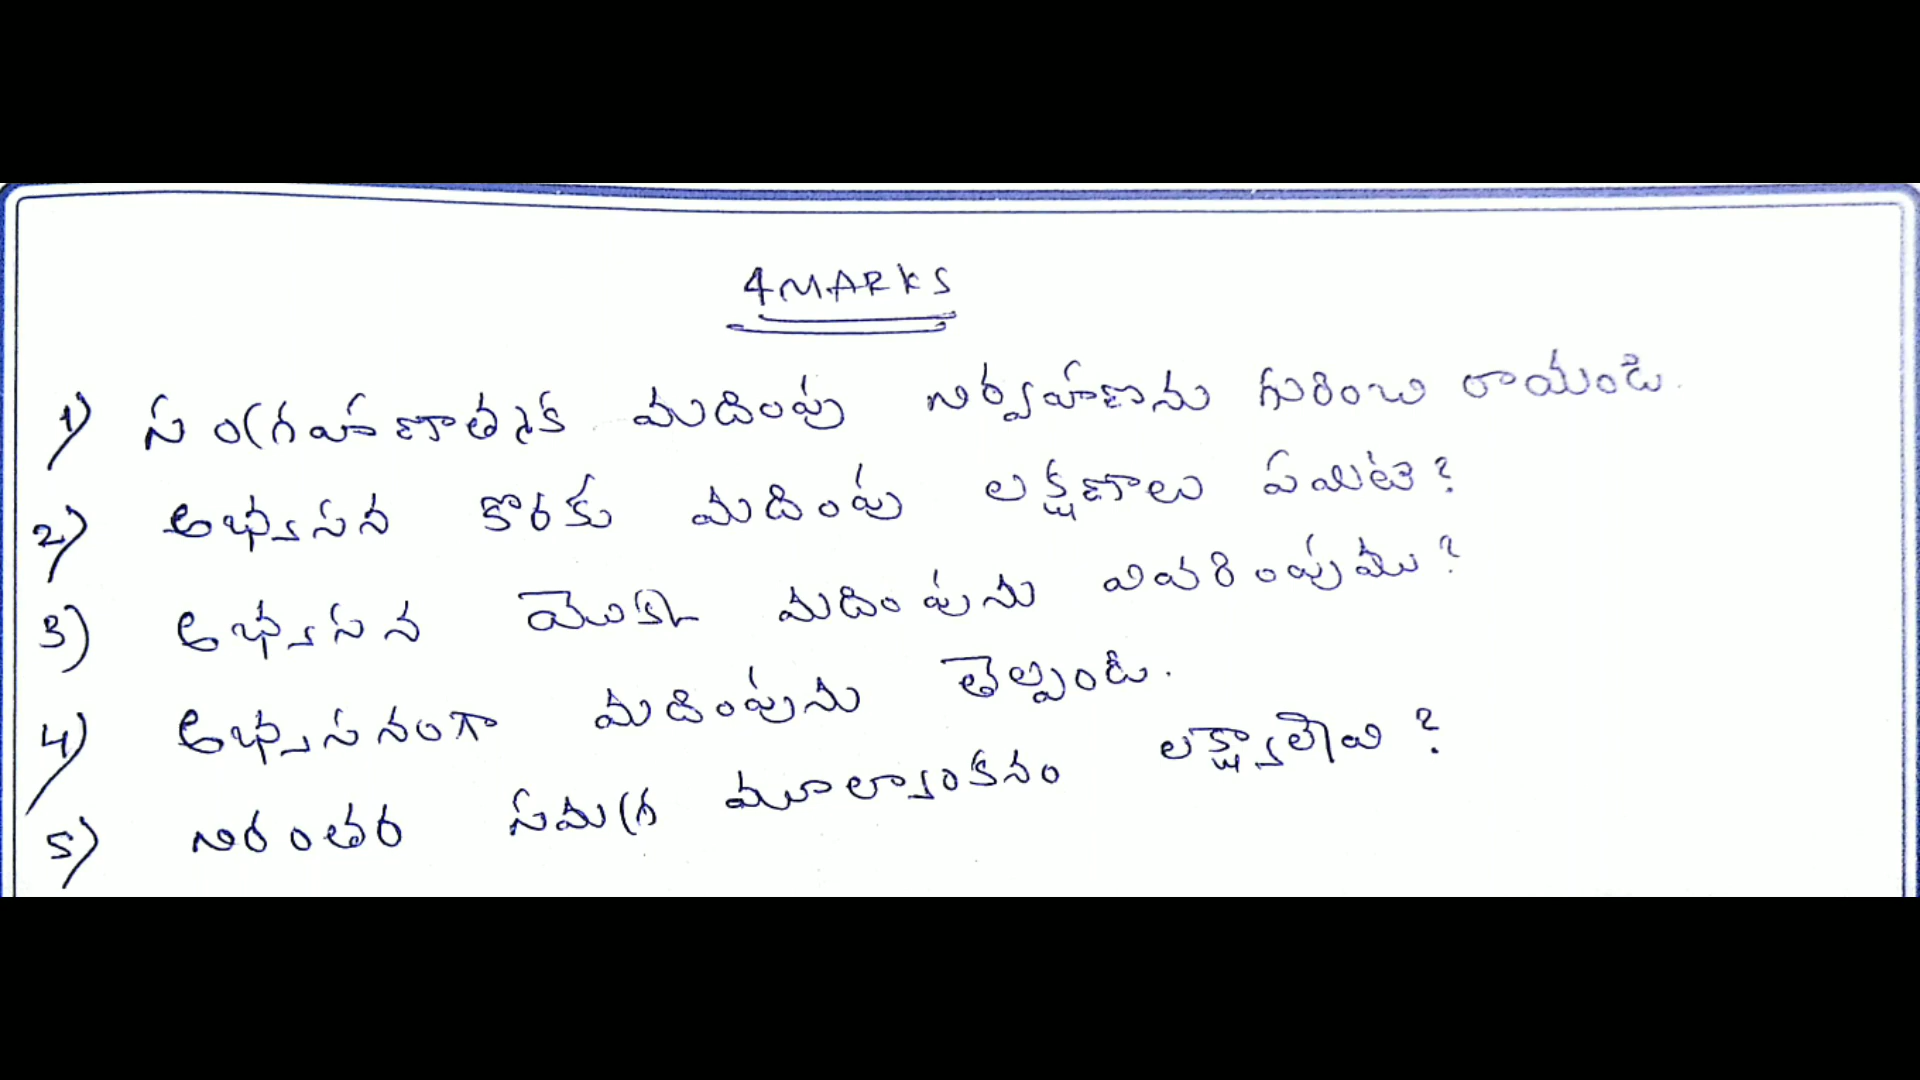 4 MARKS
1) సంగ్రహణాత్మక మదింపు నిర్వహణను గురించి రాయండి.
2) అభ్యసన కొరకు మదింపు లక్షణాలు ఏమిటి?
3) అభ్యసన యొక్క మదింపును వివరింపుము?
4) అభ్యసనంగా మదింపును తెల్పండి.
5) నిరంతర సమగ్ర మూల్యాంకనం లక్ష్యాలేవి?